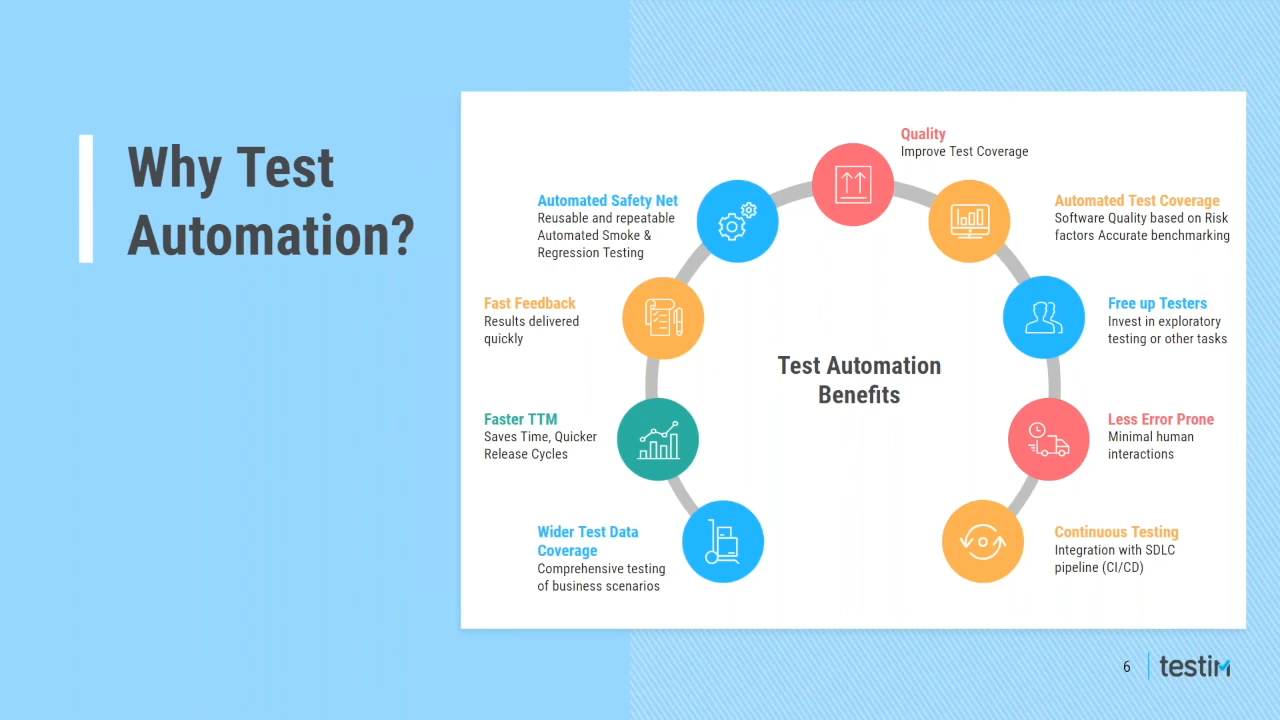 Why Test
Automation?
Quality
Improve Test Coverage
Automated Safety Net
Reusable and repeatable
Automated Smoke &
Regression Testing
Automated Test Coverage
Software Quality based on Risk
factors Accurate benchmarking
Fast Feedback
Results delivered
quickly
Free up Testers
Invest in exploratory
testing or other tasks
Test Automation
Benefits
Faster TTM
Saves Time, Quicker
Release Cycles
Less Error Prone
Minimal human
interactions
Wider Test Data
Coverage
Comprehensive testing
of business scenarios
Continuous Testing
Integration with SDLC
pipeline (CI/CD)
6
testim